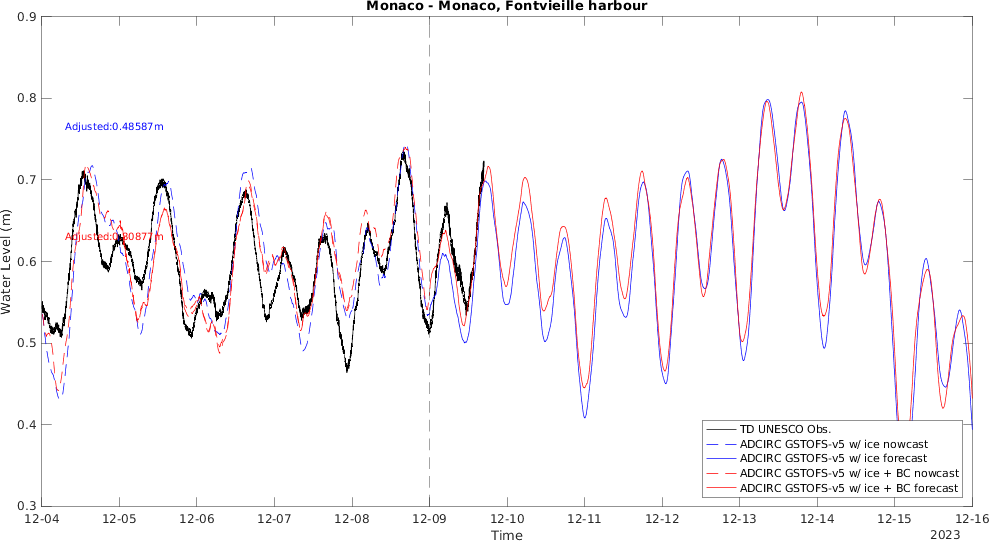 Monaco - Monaco, Fontvieille harbour
0.9
0.8
0.7
0.6
0.5
0.4
0.3
Water Level (m)
Adjusted:0.48587m
Adjusted:0.30877m
TD UNESCO Obs.
ADCIRC GSTOFS-v5 w/ ice nowcast
ADCIRC GSTOFS-v5 w/ ice forecast
ADCIRC GSTOFS-v5 w/ ice + BC nowcast
ADCIRC GSTOFS-v5 w/ ice + BC forecast
12-04 12-05 12-06 12-07 12-08 12-09 12-10 12-11 12-12 12-13 12-14 12-15 12-16
Time
2023